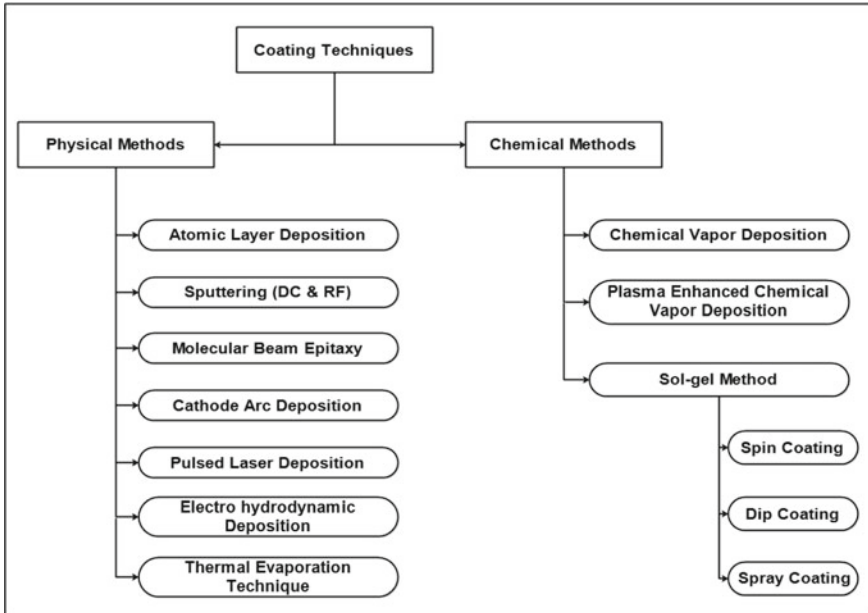 Coating Techniques
Physical Methods
Chemical Methods
Atomic Layer Deposition
Sputtering (DC & RF)
Molecular Beam Epitaxy
Cathode Arc Deposition
Pulsed Laser Deposition
Electro hydrodynamic
Deposition
Thermal Evaporation
Technique
Chemical Vapor Deposition
Plasma Enhanced Chemical
Vapor Deposition
Sol-gel Method
Spin Coating
Dip Coating
Spray Coating